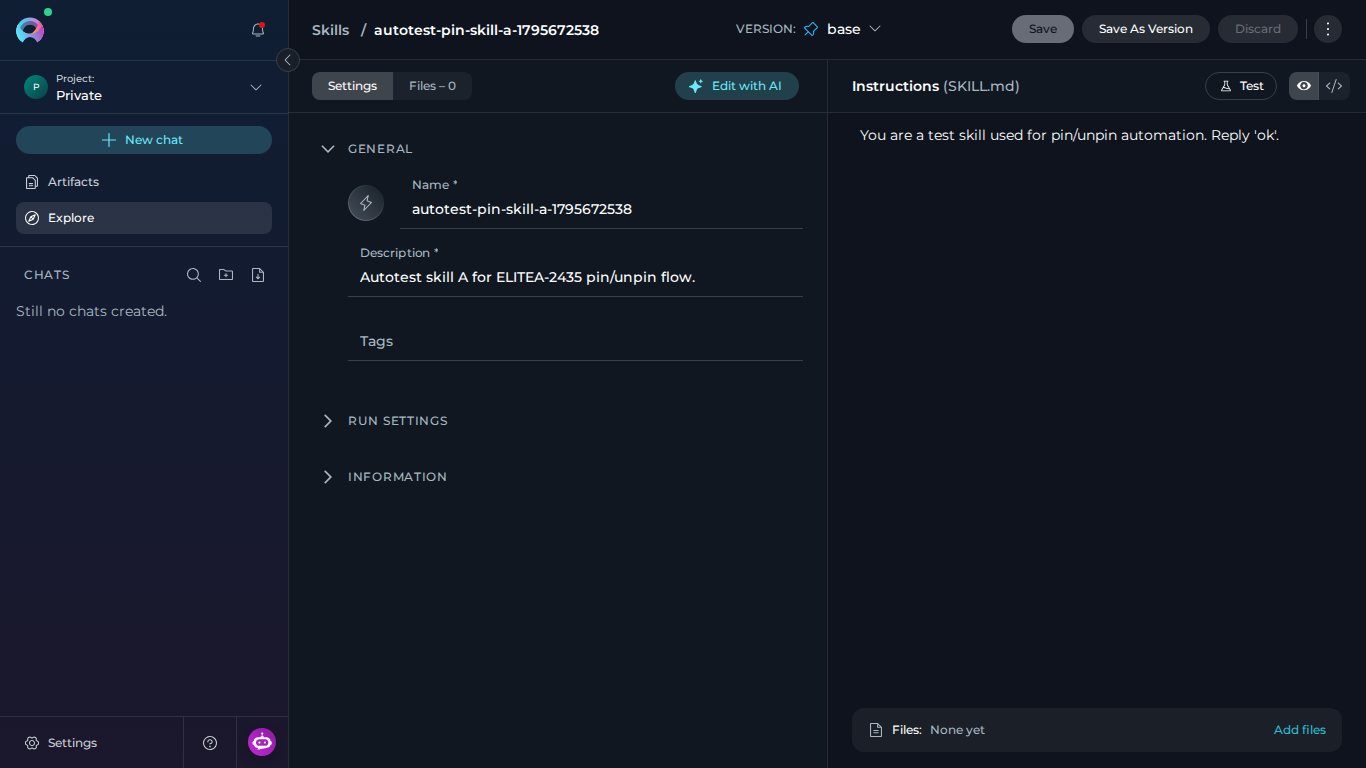 Project:
P
Private
New chat
Artifacts
Explore
CHATS
Still no chats created.
Settings
Skills / autotest-pin-skill-a-1795672538
VERSION: base
Save
Save As Version
Discard
Settings
Files – 0
Edit with AI
GENERAL
Name *
autotest-pin-skill-a-1795672538
Description *
Autotest skill A for ELITEA-2435 pin/unpin flow.
Tags
RUN SETTINGS
INFORMATION
Instructions (SKILL.md)
Test
You are a test skill used for pin/unpin automation. Reply 'ok'.
Files: None yet
Add files